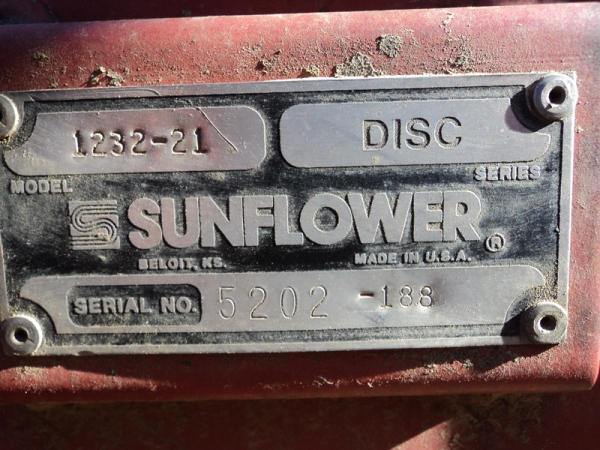 1232-21 DISC
MODEL SERIES
SUNFLOWER®
BELOIT, KS. MADE IN U.S.A.
SERIAL NO. 5202 -188